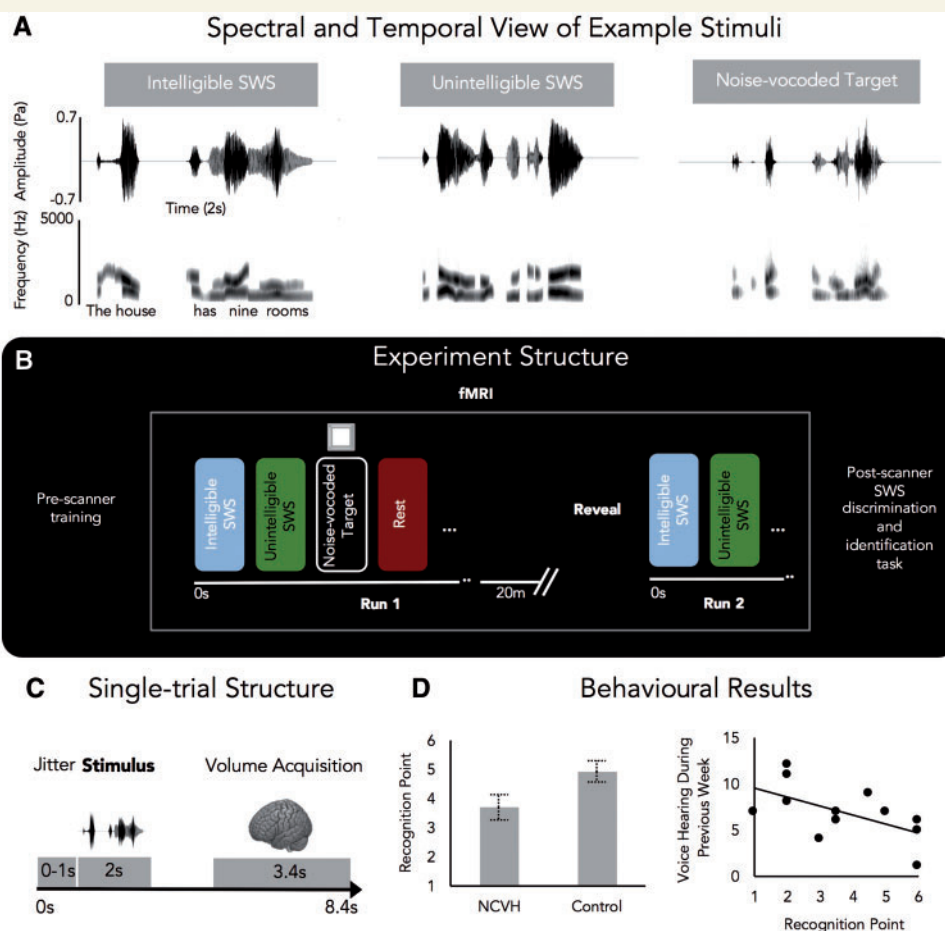 A Spectral and Temporal View of Example Stimuli
Intelligible SWS
Unintelligible SWS
Noise-vocoded Target
Amplitude (Pa)
0.7
-0.7
Time (2s)
Frequency (Hz)
5000
0
The house has nine rooms
B Experiment Structure
fMRI
Pre-scanner
training
Intelligible
SWS
Unintelligible
SWS
Noise-vocoded
Target
Rest
...
Reveal
Intelligible
SWS
Unintelligible
SWS
...
Post-scanner
SWS
discrimination
and
identification
task
0s
..
20m
Run 1
0s
..
Run 2
C Single-trial Structure
Jitter Stimulus
Volume Acquisition
0-1s
2s
3.4s
0s
8.4s
D Behavioural Results
Recognition Point
6
5
4
3
2
1
NCVH
Control
Voice Hearing During
Previous Week
15
10
5
0
1 2 3 4 5 6
Recognition Point